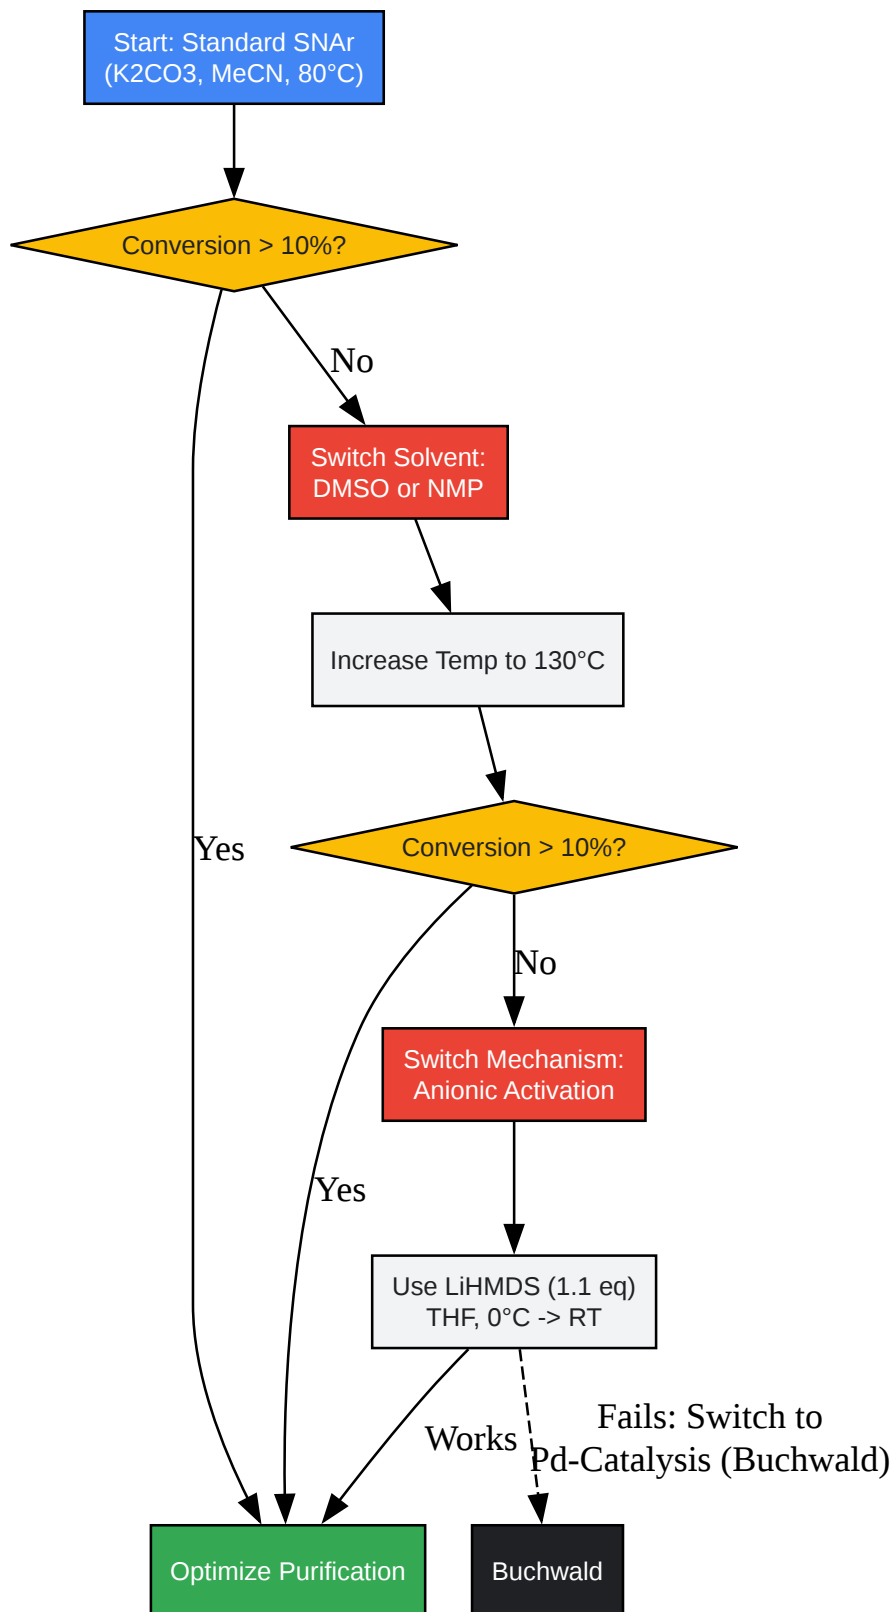 Start: Standard SNAr
(K2CO3, MeCN, 80°C)
Conversion > 10%?
No
Switch Solvent:
DMSO or NMP
Increase Temp to 130°C
Yes
Conversion > 10%?
No
Switch Mechanism:
Anionic Activation
Yes
Use LiHMDS (1.1 eq)
THF, 0°C -> RT
Works
Fails: Switch to
Pd-Catalysis (Buchwald)
Optimize Purification
Buchwald